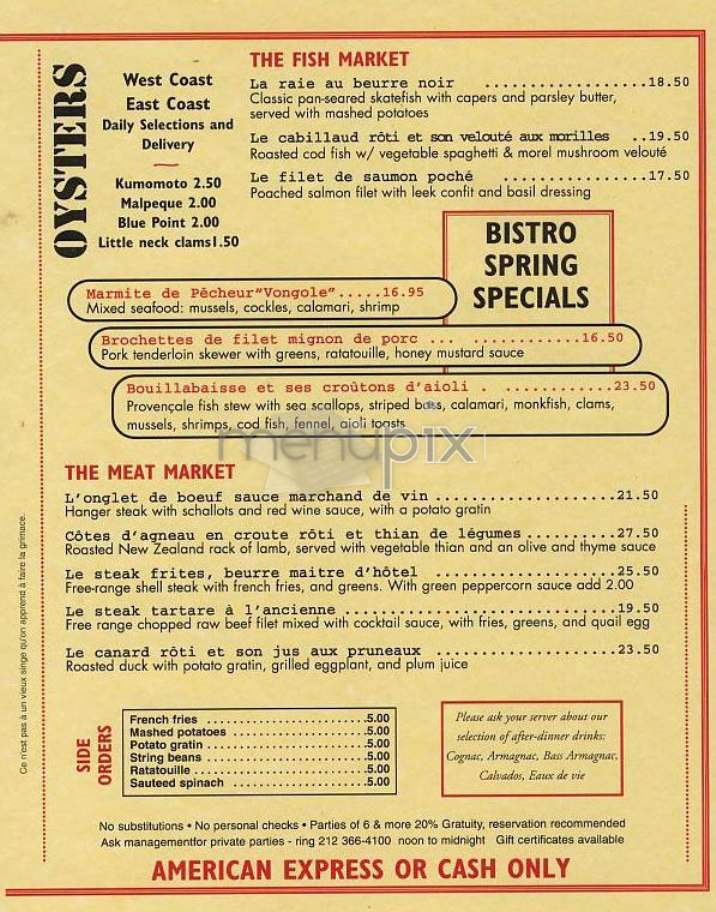 OYSTERS
West Coast
East Coast
Daily Selections and
Delivery
Kumomoto 2.50
Malpeque 2.00
Blue Point 2.00
Little neck clams1.50
THE FISH MARKET
La raie au beurre noir ..................18.50
Classic pan-seared skatefish with capers and parsley butter,
served with mashed potatoes
Le cabillaud rôti et son velouté aux morilles ..19.50
Roasted cod fish w/ vegetable spaghetti & morel mushroom velouté
Le filet de saumon poché ................17.50
Poached salmon filet with leek confit and basil dressing
BISTRO
SPRING
SPECIALS
Marmite de Pêcheur"Vongole".....16.95
Mixed seafood: mussels, cockles, calamari, shrimp
Brochettes de filet mignon de porc ... ............16.50
Pork tenderloin skewer with greens, ratatouille, honey mustard sauce
Bouillabaisse et ses croûtons d'aioli . ............23.50
Provençale fish stew with sea scallops, striped bass, calamari, monkfish, clams,
mussels, shrimps, cod fish, fennel, aioli toasts
menupix
THE MEAT MARKET
L'onglet de boeuf sauce marchand de vin ....................21.50
Hanger steak with schallots and red wine sauce, with a potato gratin
Côtes d'agneau en croute rôti et thian de légumes..........27.50
Roasted New Zealand rack of lamb, served with vegetable thian and an olive and thyme sauce
Le steak frites, beurre maitre d'hôtel ....................25.50
Free-range shell steak with french fries, and greens. With green peppercorn sauce add 2.00
Le steak tartare à l'ancienne ..............................19.50
Free range chopped raw beef filet mixed with cocktail sauce, with fries, greens, and quail egg
Le canard rôti et son jus aux pruneaux ....................23.50
Roasted duck with potato gratin, grilled eggplant, and plum juice
Ce n'est pas à un vieux singe qu'on apprend à faire la grimace.
SIDE
ORDERS
French fries ........................5.00
Mashed potatoes ....................5.00
Potato gratin ........................5.00
String beans ........................5.00
Ratatouille ..........................5.00
Sauteed spinach ....................5.00
Please ask your server about our
selection of after-dinner drinks:
Cognac, Armagnac, Bass Armagnac,
Calvados, Eaux de vie
No substitutions • No personal checks • Parties of 6 & more 20% Gratuity, reservation recommended
Ask managementfor private parties - ring 212 366-4100 noon to midnight Gift certificates available
AMERICAN EXPRESS OR CASH ONLY